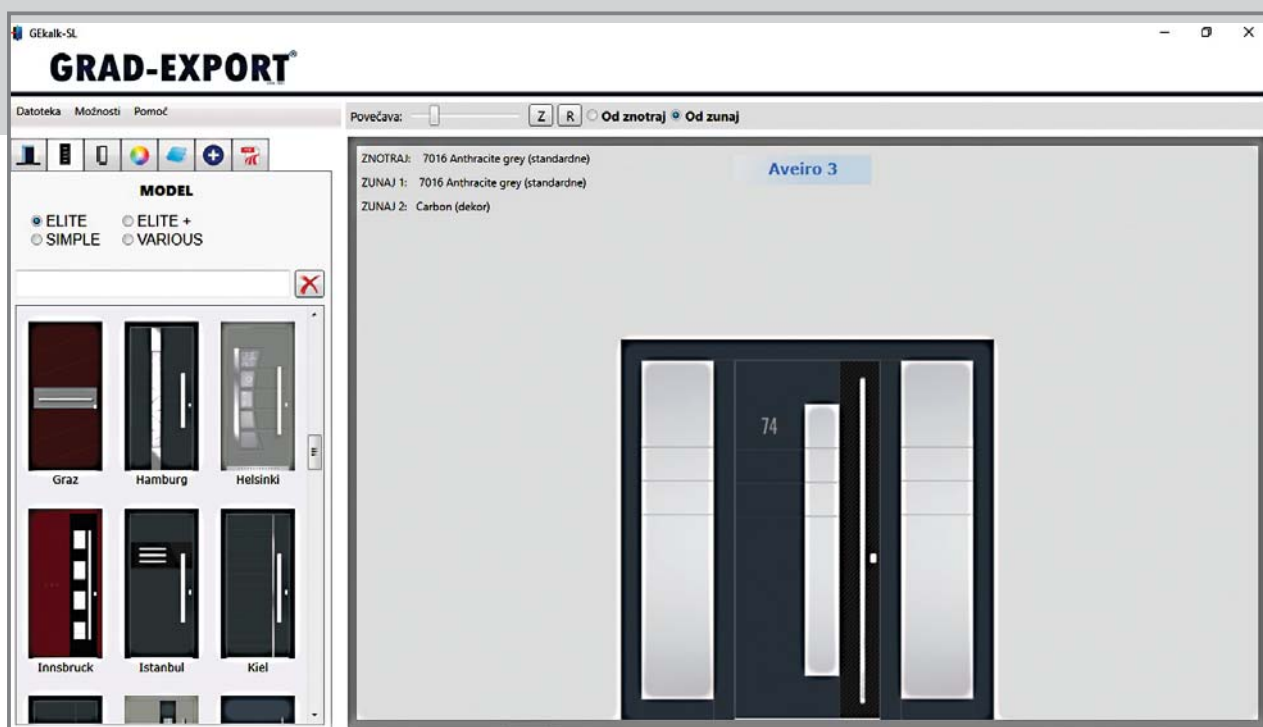 GEkalk-SL
GRAD-EXPORT®
Datoteka Možnosti Pomoč
Povečava: Z R Od znotraj Od zunaj
MODEL
ELITE ELITE +
SIMPLE VARIOUS
Graz Hamburg Helsinki
Innsbruck Istanbul Kiel
ZNOTRAJ: 7016 Anthracite grey (standardne)
ZUNAJ 1: 7016 Anthracite grey (standardne)
ZUNAJ 2: Carbon (dekor)
Aveiro 3
74